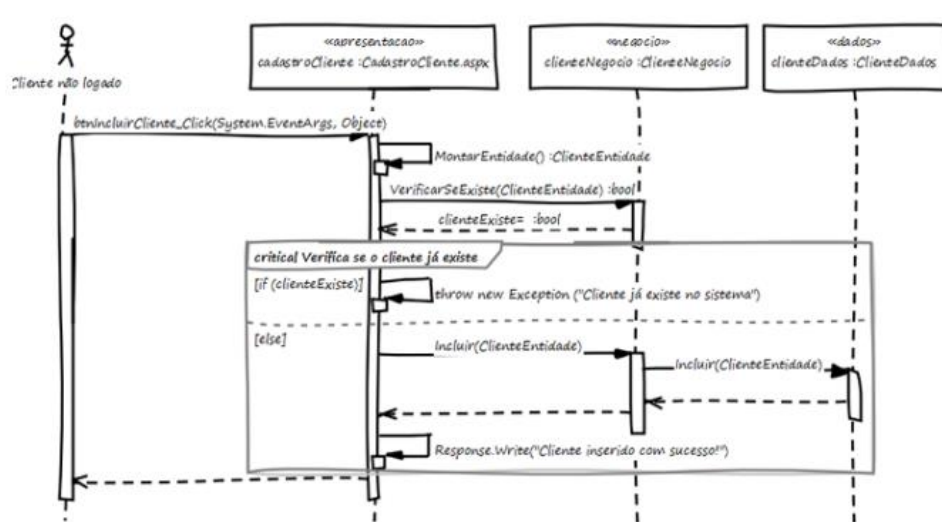 «apresentacao»
cadastroCliente :CadastroCliente.aspx
«negocio»
clienteNegocio :ClienteNegocio
«dados»
clienteDados :ClienteDados
Cliente não logado
btnIncluirCliente_Click(System.EventArgs, Object)
MontarEntidade() :ClienteEntidade
VerificarSeExiste(ClienteEntidade) :bool
clienteExiste= :bool
critical Verifica se o cliente já existe
[if (clienteExiste)]
throw new Exception ("Cliente já existe no sistema")
[else]
Incluir(ClienteEntidade)
Incluir(ClienteEntidade)
Response.Write("Cliente inserido com sucesso!")